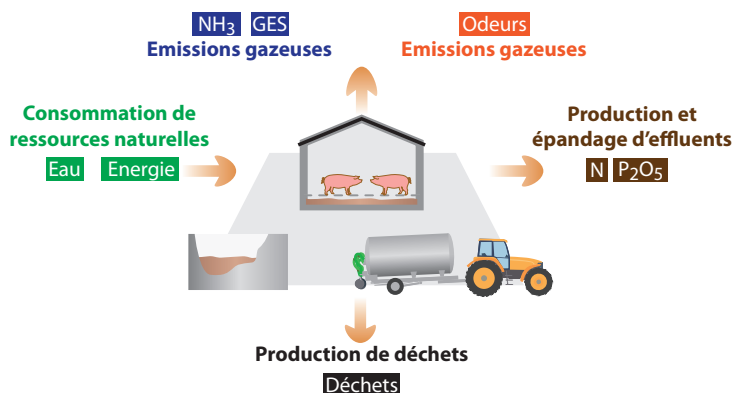 NH₃ GES
Emissions gazeuses
Odeurs
Emissions gazeuses
Consommation de
ressources naturelles
Eau Energie
Production et
épandage d'effluents
N P₂O₅
Production de déchets
Déchets